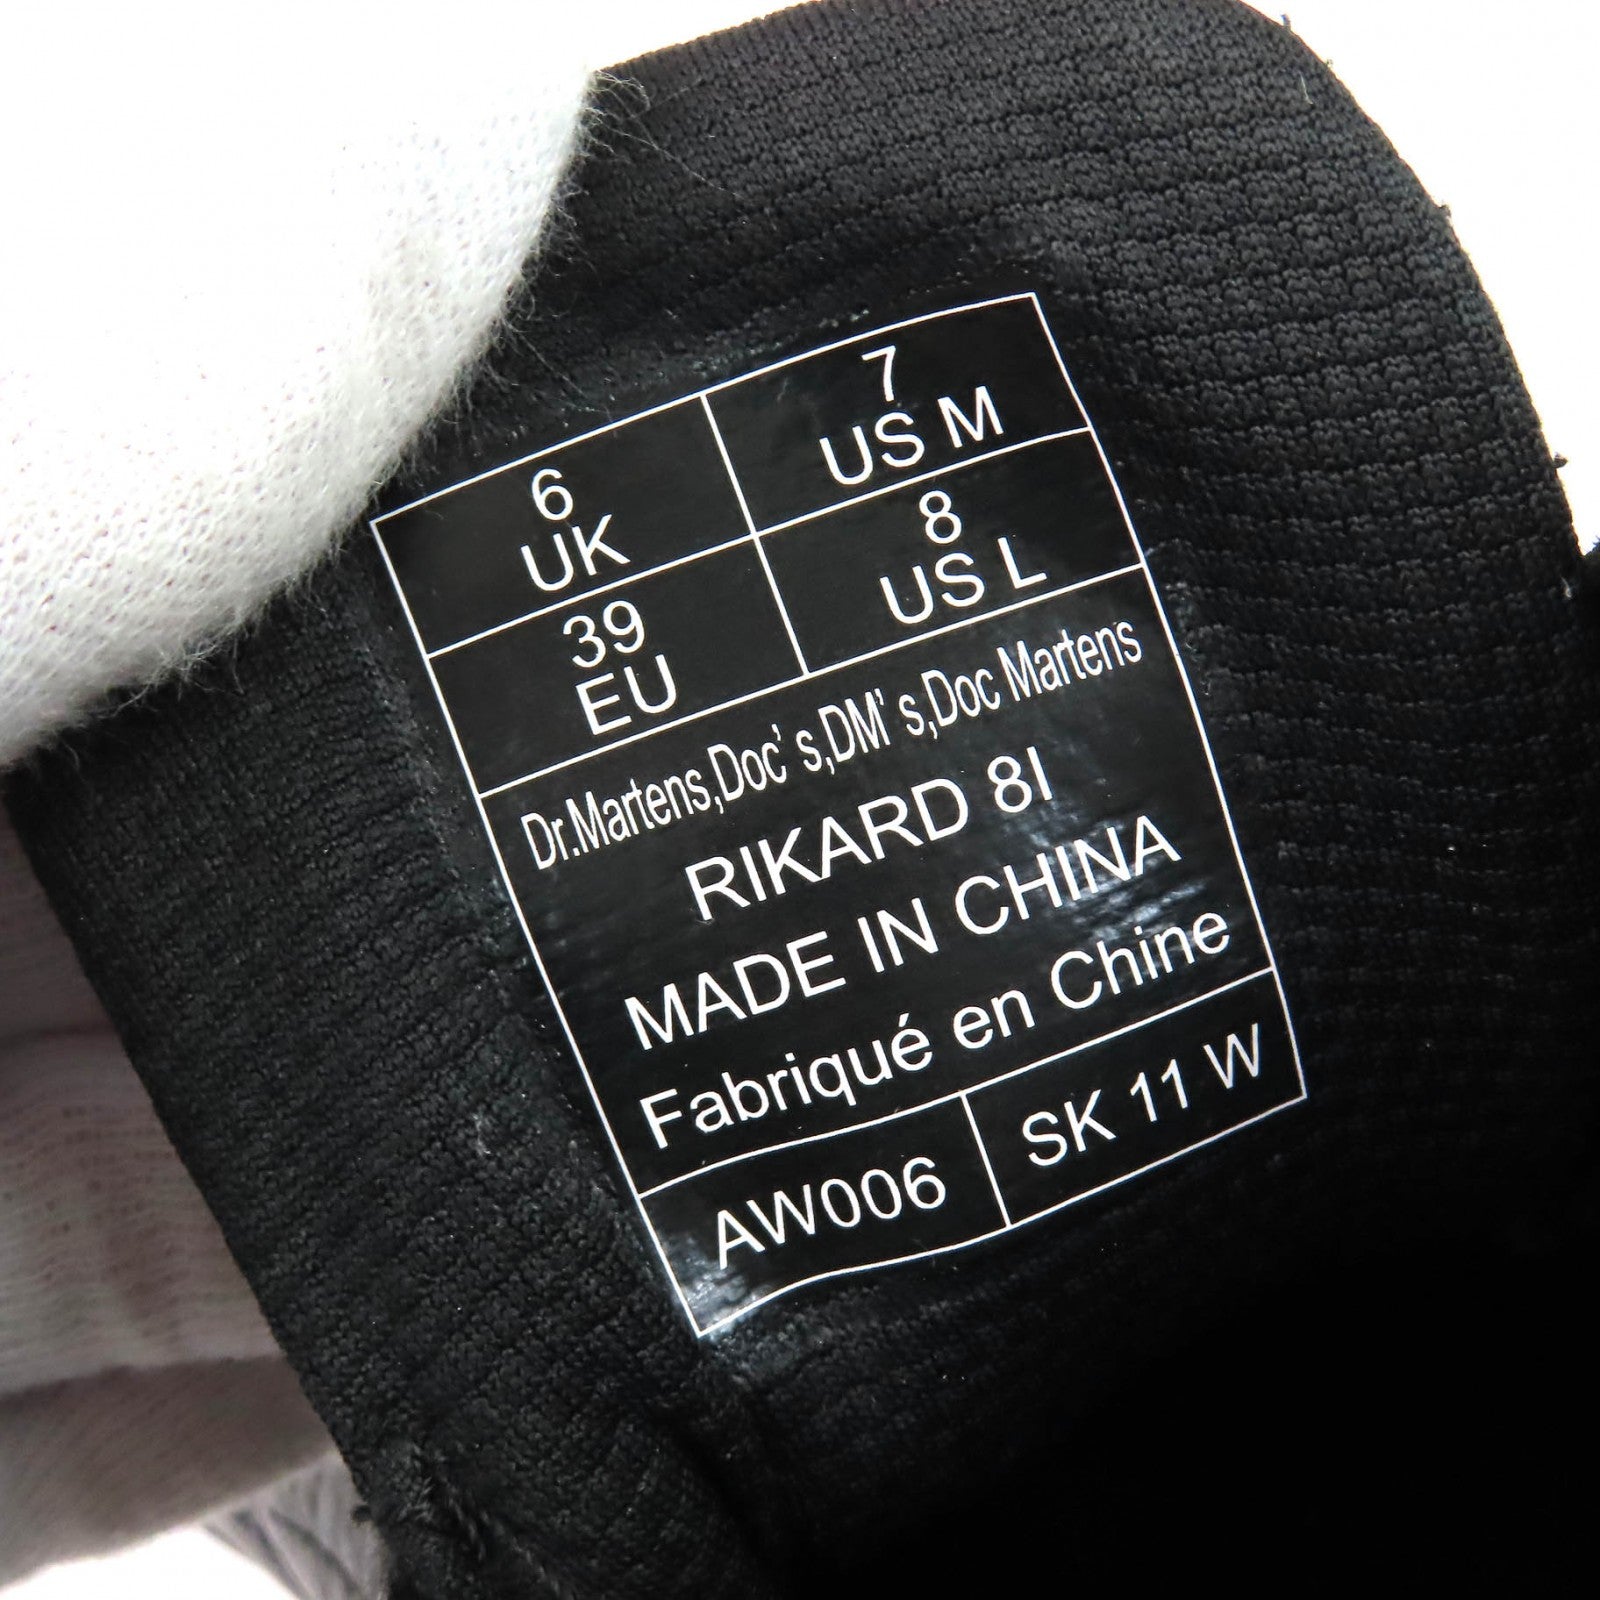 6
UK
7
US M
39
EU
8
US L
Dr.Martens,Doc's,DM's,Doc Martens
RIKARD 8I
MADE IN CHINA
Fabriqué en Chine
AW006
SK 11 W